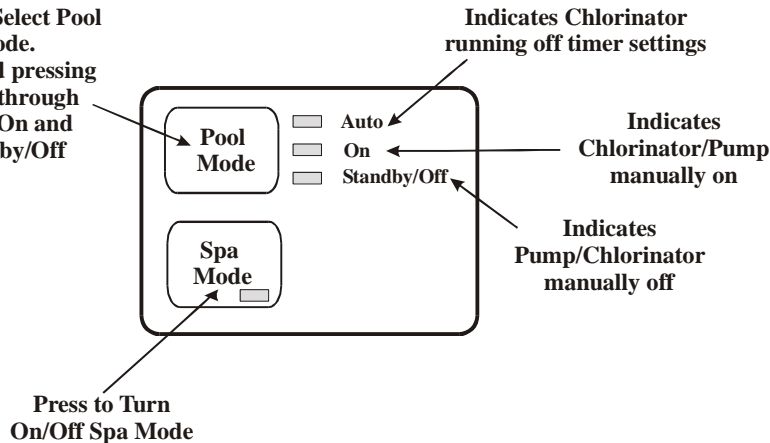 Select Pool
ode.
pressing
through
On and
by/Off
Indicates Chlorinator
running off timer settings
Pool
Mode
Auto
On
Standby/Off
Indicates
Chlorinator/Pump
manually on
Spa
Mode
Indicates
Pump/Chlorinator
manually off
Press to Turn
On/Off Spa Mode